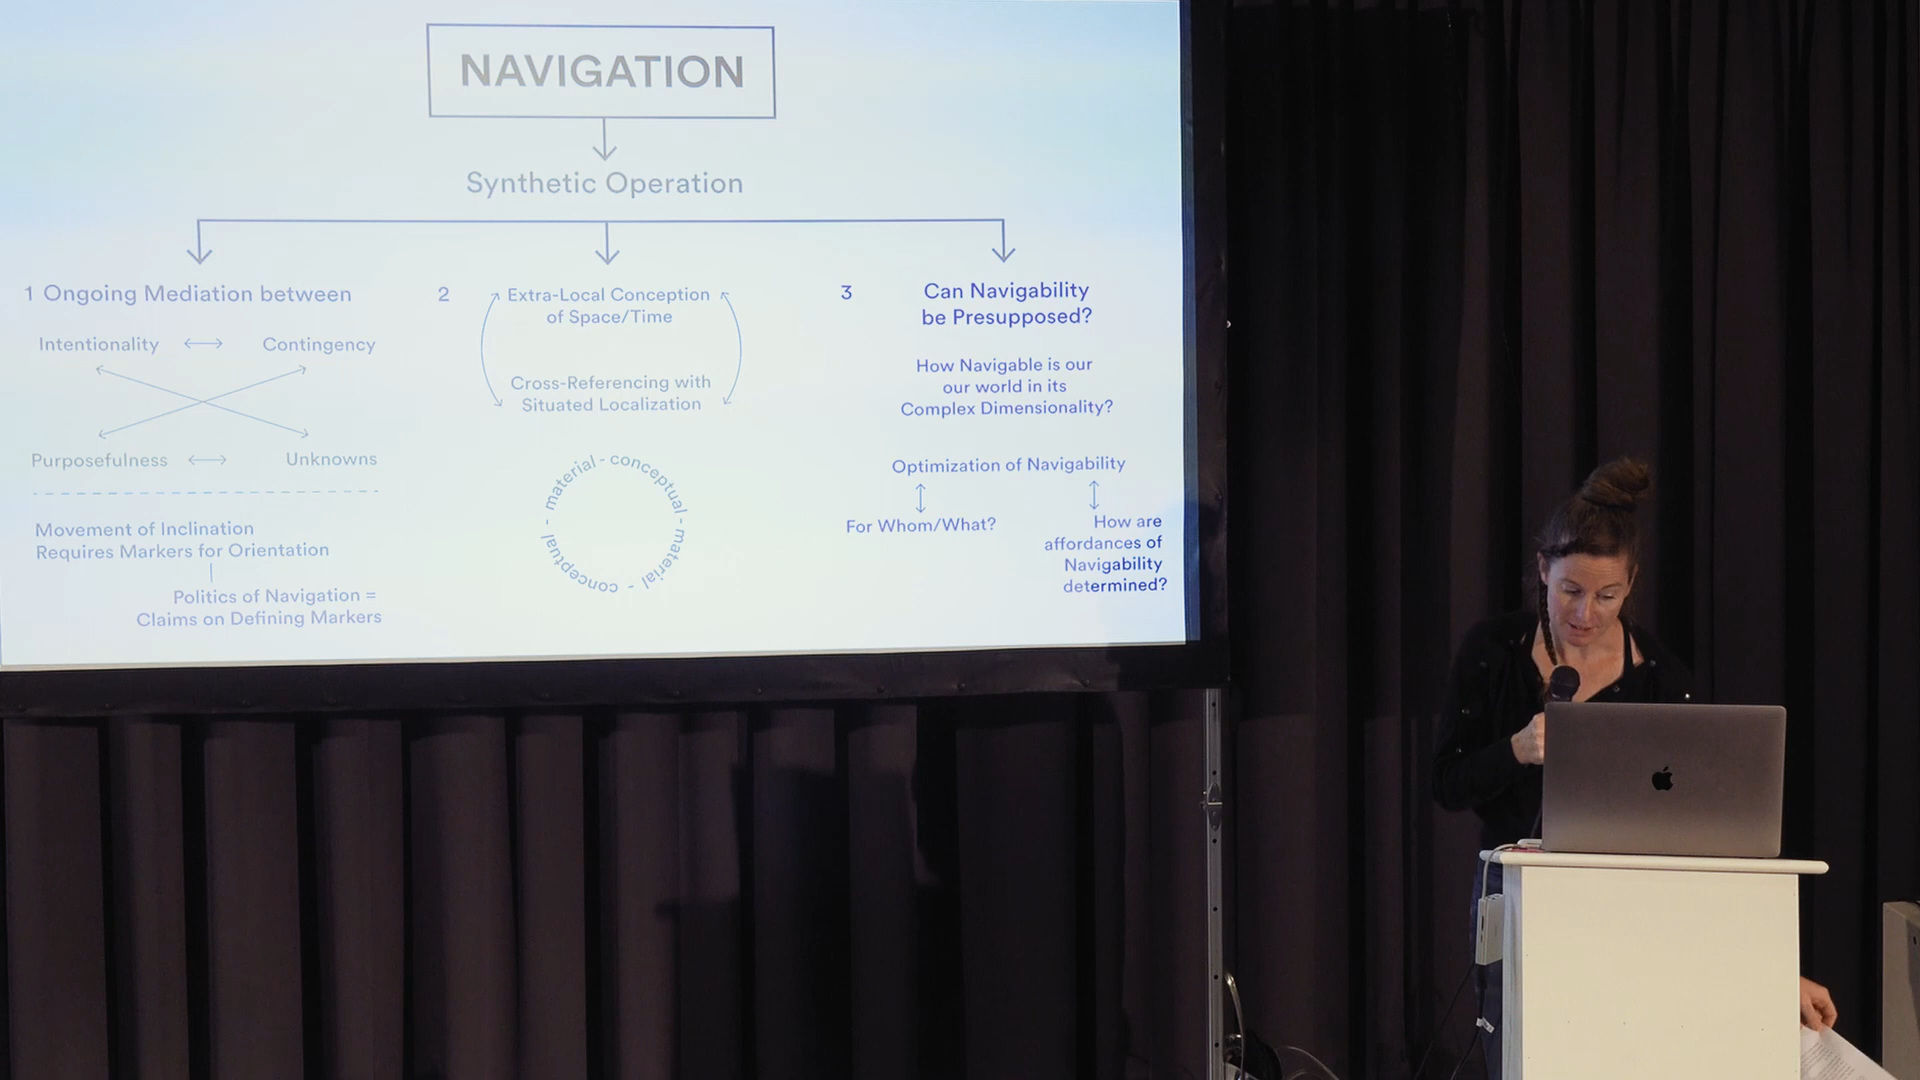 NAVIGATION
Synthetic Operation
1 Ongoing Mediation between
Intentionality
Contingency
Purposefulness
Unknowns
Movement of Inclination
Requires Markers for Orientation
Politics of Navigation =
Claims on Defining Markers
2
Extra-Local Conception
of Space/Time
Cross-Referencing with
Situated Localization
material - conceptual - material - conceptual -
3
Can Navigability
be Presupposed?
How Navigable is our
our world in its
Complex Dimensionality?
Optimization of Navigability
For Whom/What?
How are
affordances of
Navigability
determined?